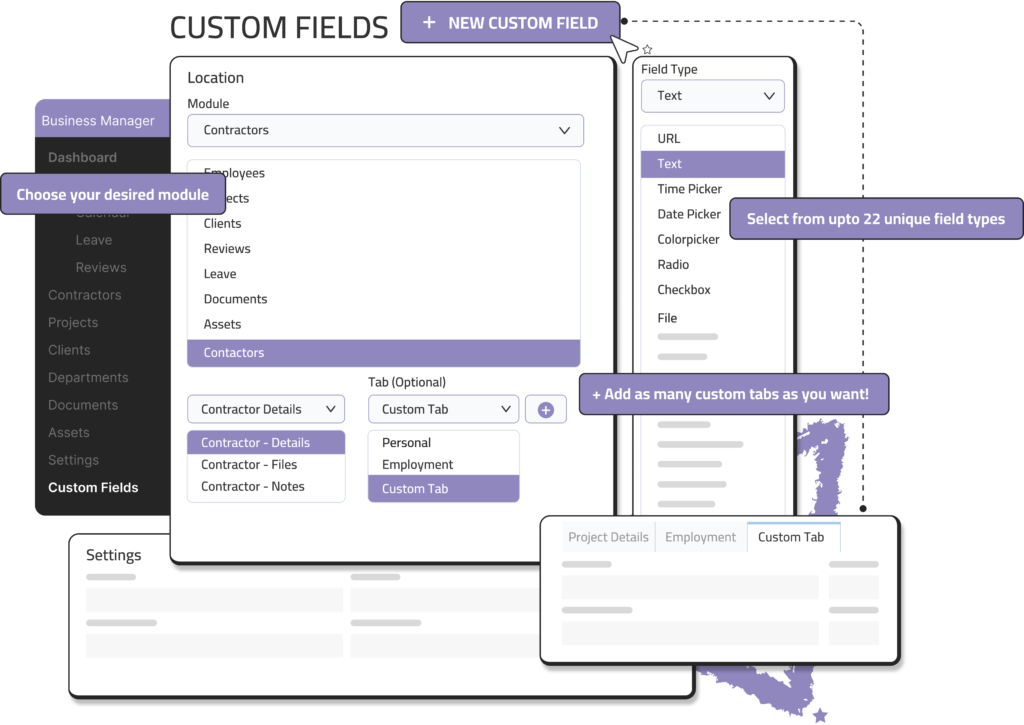 CUSTOM FIELDS
+ NEW CUSTOM FIELD
Business Manager
Dashboard
Choose your desired module
Calendar
Leave
Reviews
Contractors
Projects
Clients
Departments
Documents
Assets
Settings
Custom Fields
Location
Module
Contractors
Employees
Clients
Reviews
Leave
Documents
Assets
Contactors
Contractor Details
Contractor - Details
Contractor - Files
Contractor - Notes
Tab (Optional)
Custom Tab
+
Personal
Employment
Custom Tab
Field Type
Text
URL
Text
Time Picker
Date Picker
Colorpicker
Radio
Checkbox
File
Select from upto 22 unique field types
+ Add as many custom tabs as you want!
Settings
Project Details
Employment
Custom Tab